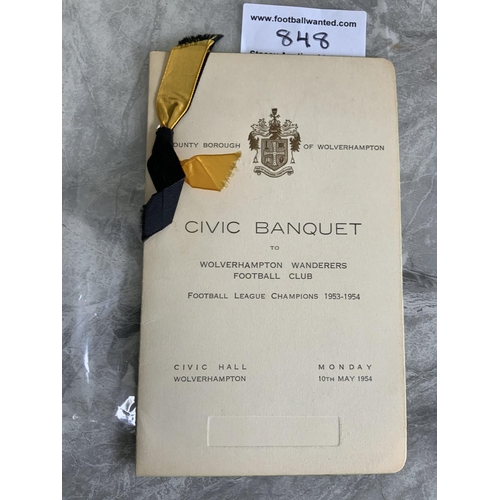 www.footballwanted.com
848
OUNTY BOROUGH OF WOLVERHAMPTON
CIVIC BANQUET
TO
WOLVERHAMPTON WANDERERS
FOOTBALL CLUB
FOOTBALL LEAGUE CHAMPIONS 1953-1954
CIVIC HALL MONDAY
WOLVERHAMPTON 10TH MAY 1954